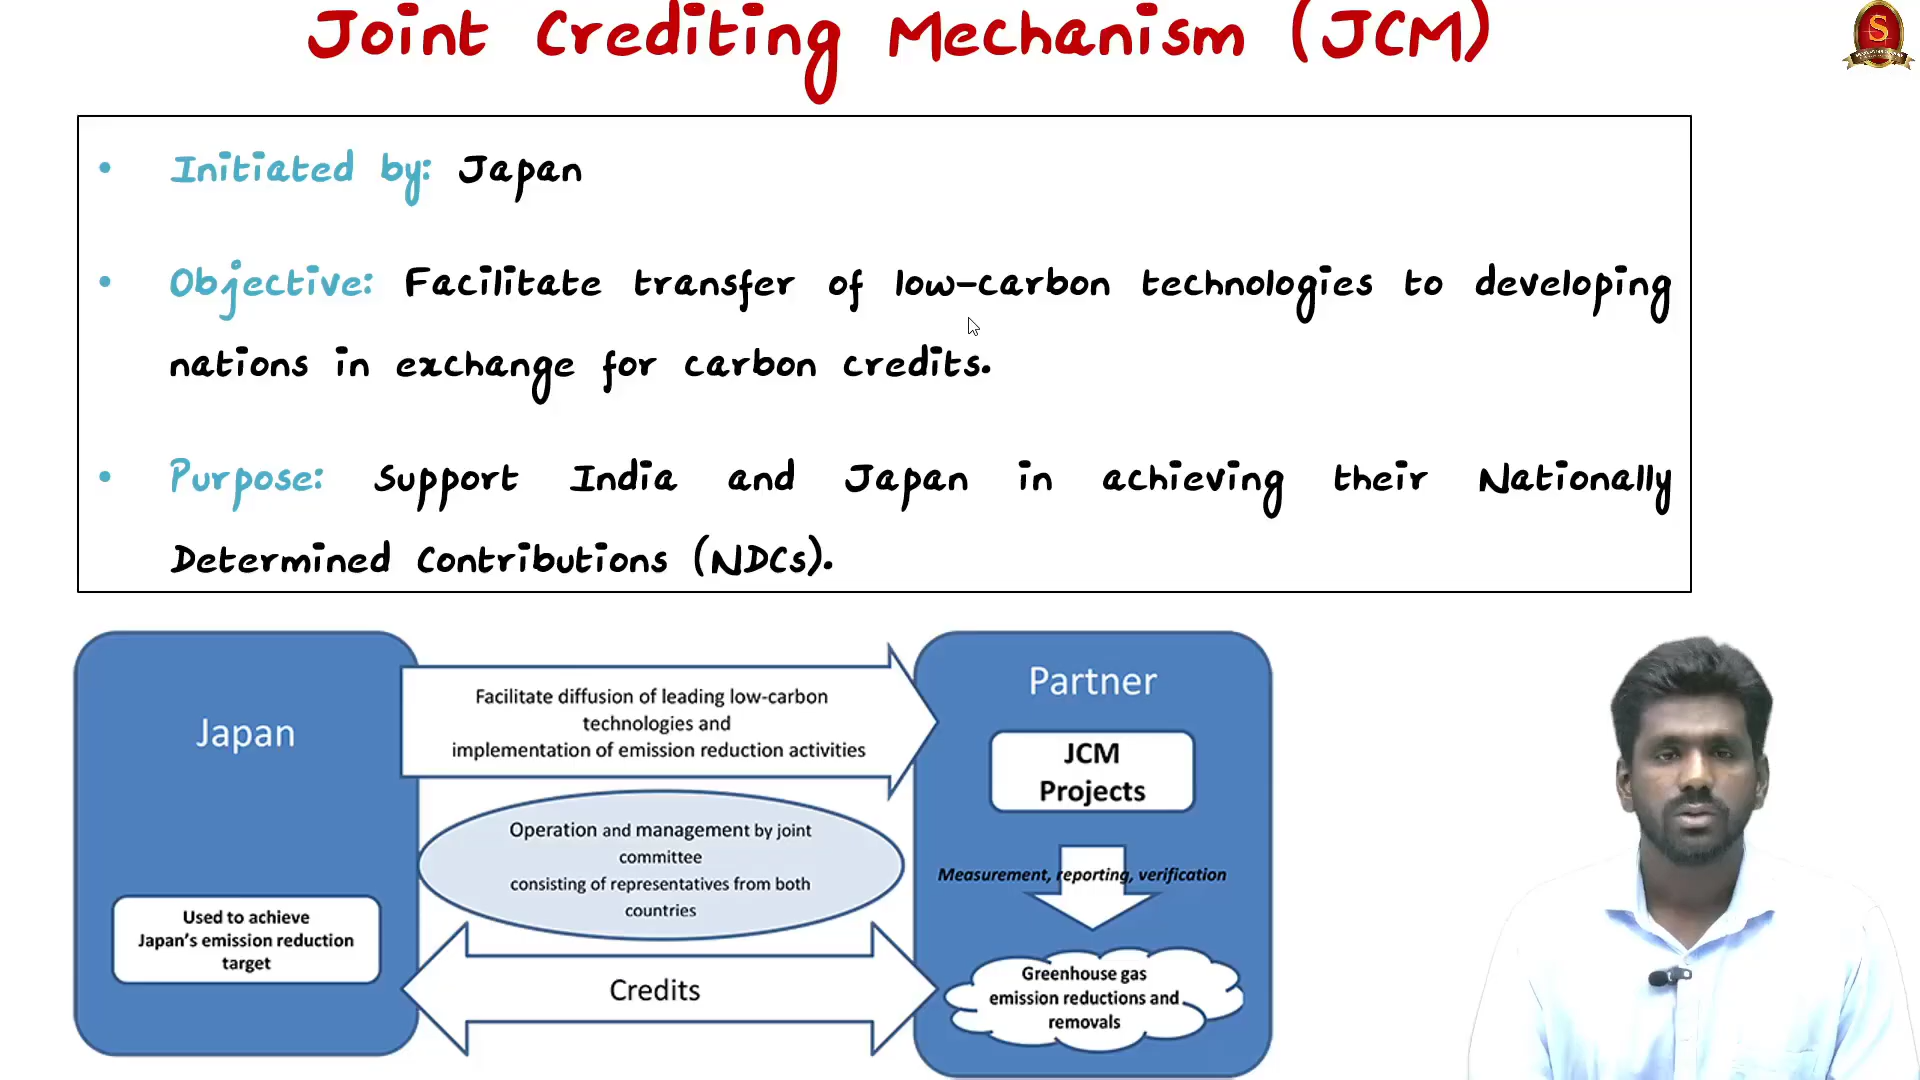 Joint Crediting Mechanism (JCM)
S
• Initiated by: Japan
• Objective: Facilitate transfer of low-carbon technologies to developing
nations in exchange for carbon credits.
• Purpose: Support India and Japan in achieving their Nationally
Determined Contributions (NDCs).
Japan
Used to achieve
Japan's emission reduction
target
Facilitate diffusion of leading low-carbon
technologies and
implementation of emission reduction activities
Operation and management by joint
committee
consisting of representatives from both
countries
Credits
Partner
JCM
Projects
Measurement, reporting, verification
Greenhouse gas
emission reductions and
removals